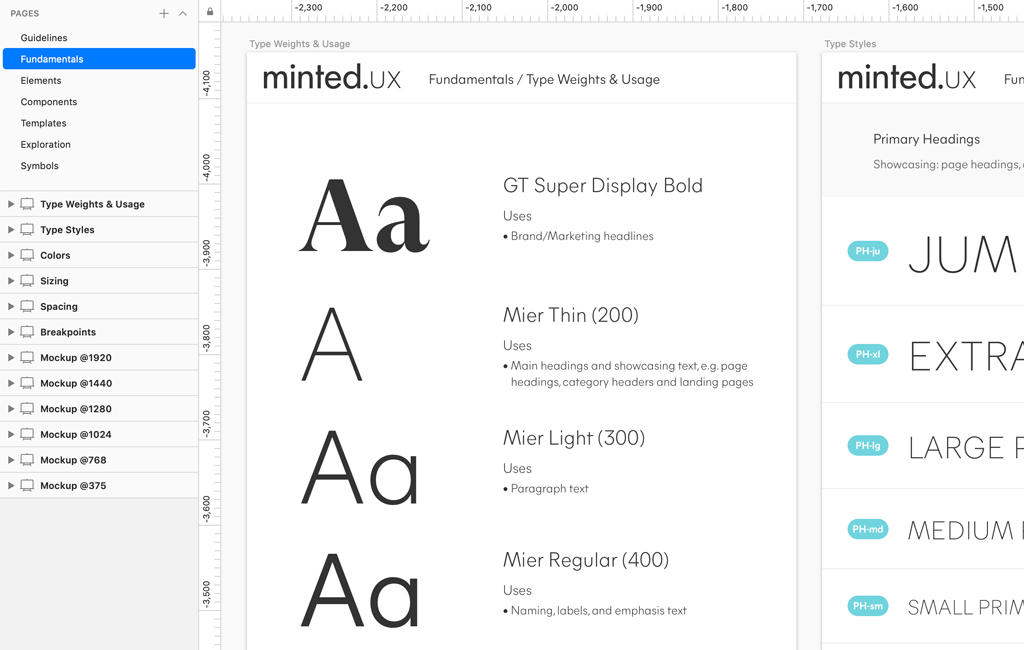 PAGES
Guidelines
Fundamentals
Elements
Components
Templates
Exploration
Symbols
Type Weights & Usage
Type Styles
Colors
Sizing
Spacing
Breakpoints
Mockup @1920
Mockup @1440
Mockup @1280
Mockup @1024
Mockup @768
Mockup @375
-2,300 -2,200 -2,100 -2,000 -1,900 -1,800 -1,700 -1,600 -1,500
-4,100
-4,000
-3,900
-3,800
-3,700
-3,600
-3,500
Type Weights & Usage
minted.UX Fundamentals / Type Weights & Usage
Aa
GT Super Display Bold
Uses
• Brand/Marketing headlines
A
Mier Thin (200)
Uses
• Main headings and showcasing text, e.g. page
headings, category headers and landing pages
Aa
Mier Light (300)
Uses
• Paragraph text
Aa
Mier Regular (400)
Uses
• Naming, labels, and emphasis text
Type Styles
minted.UX
Primary Headings
Showcasing: page headings,
PH-ju JUM
PH-xl EXTRA
PH-lg LARGE
PH-md MEDIUM
PH-sm SMALL PRIM